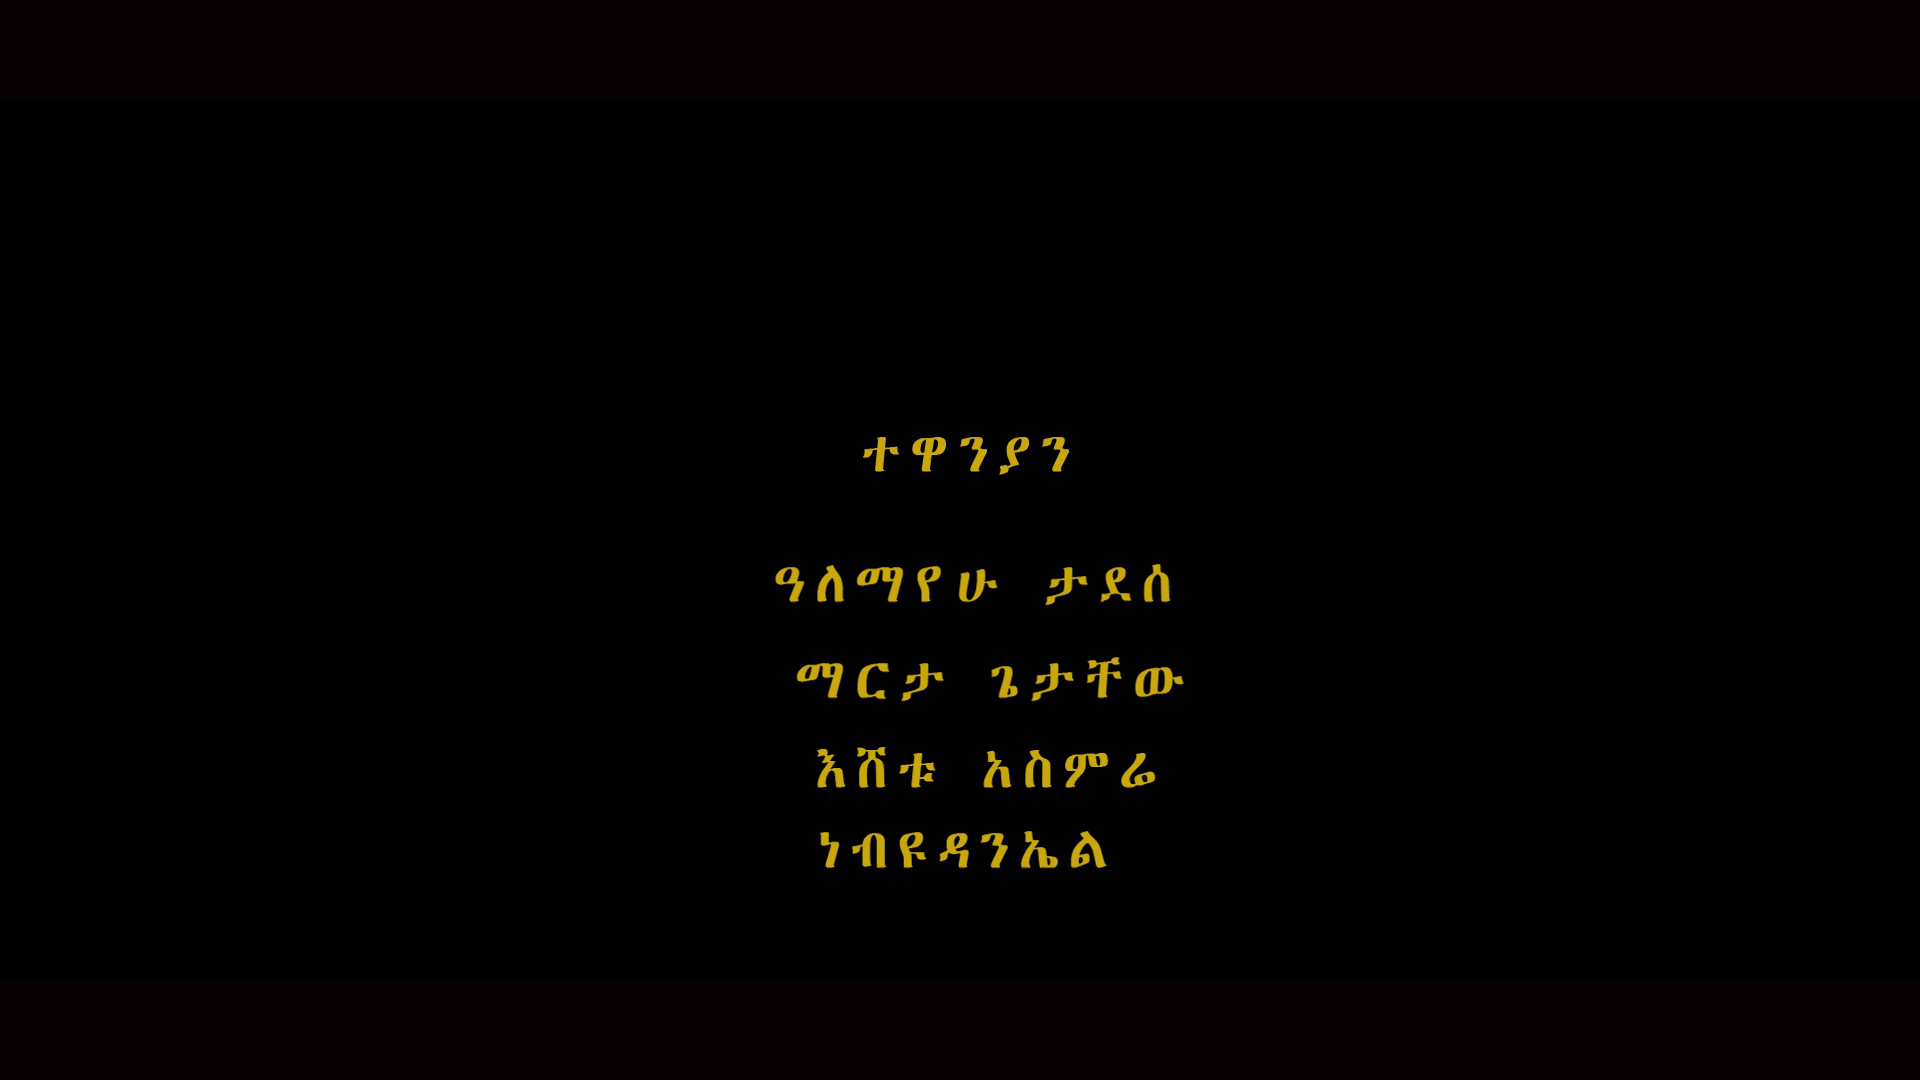 ተዋንያን
ዓለማየሁ ታደሰ
ማርታ ጌታቸው
እሸቱ አስምሬ
ነብዩዳንኤል